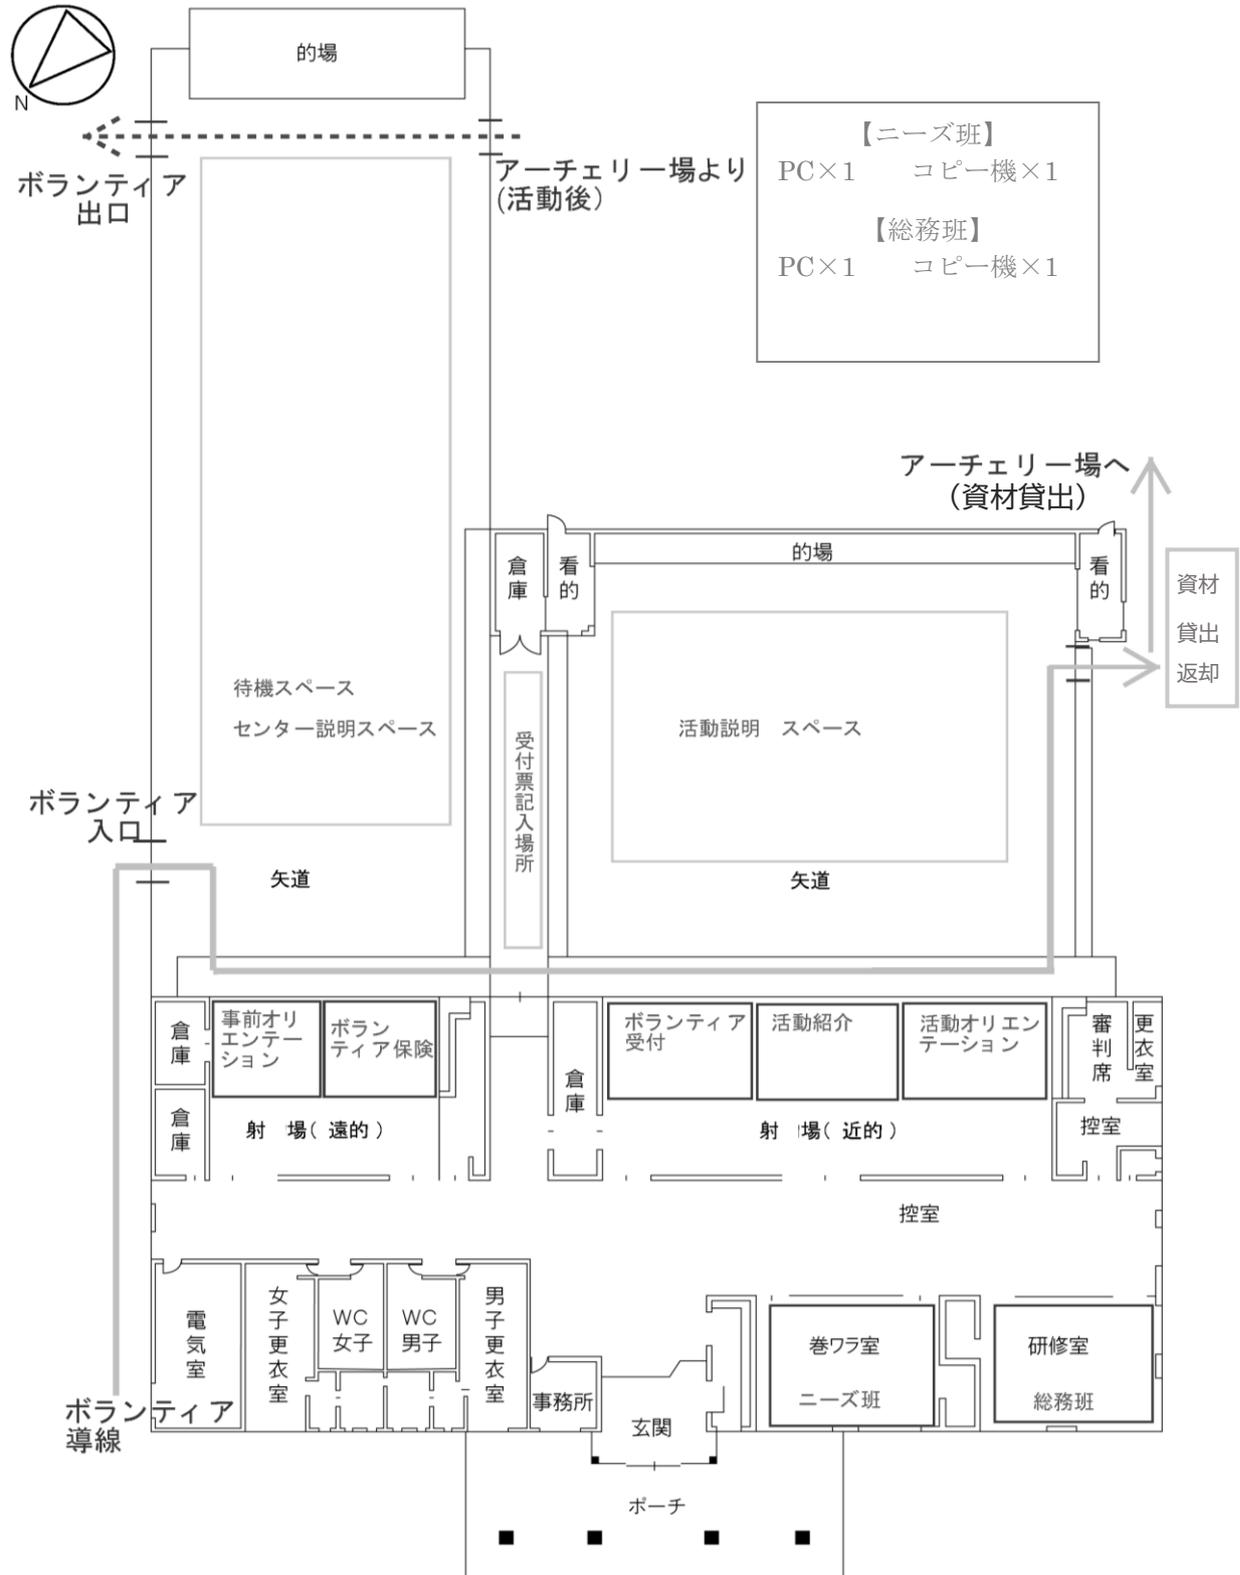 的場
N
ボランティア
出口
アーチェリー場より
(活動後)
【ニーズ班】
PC×1 コピー機×1
【総務班】
PC×1 コピー機×1
アーチェリー場へ
(資材貸出)
倉庫
看的
的場
看的
資材
貸出
返却
待機スペース
センター説明スペース
受付票記入場所
活動説明 スペース
ボランティア
入口
矢道
矢道
倉庫
事前オリ
エンテー
ション
ボラン
ティア保険
倉庫
ボランティア
受付
活動紹介
活動オリエン
テーション
審判席
更衣室
倉庫
射 場( 遠的 )
射 場( 近的 )
控室
控室
電気室
女子更衣室
WC
女子
WC
男子
男子更衣室
事務所
玄関
巻ワラ室
ニーズ班
研修室
総務班
ボランティア
導線
ポーチ